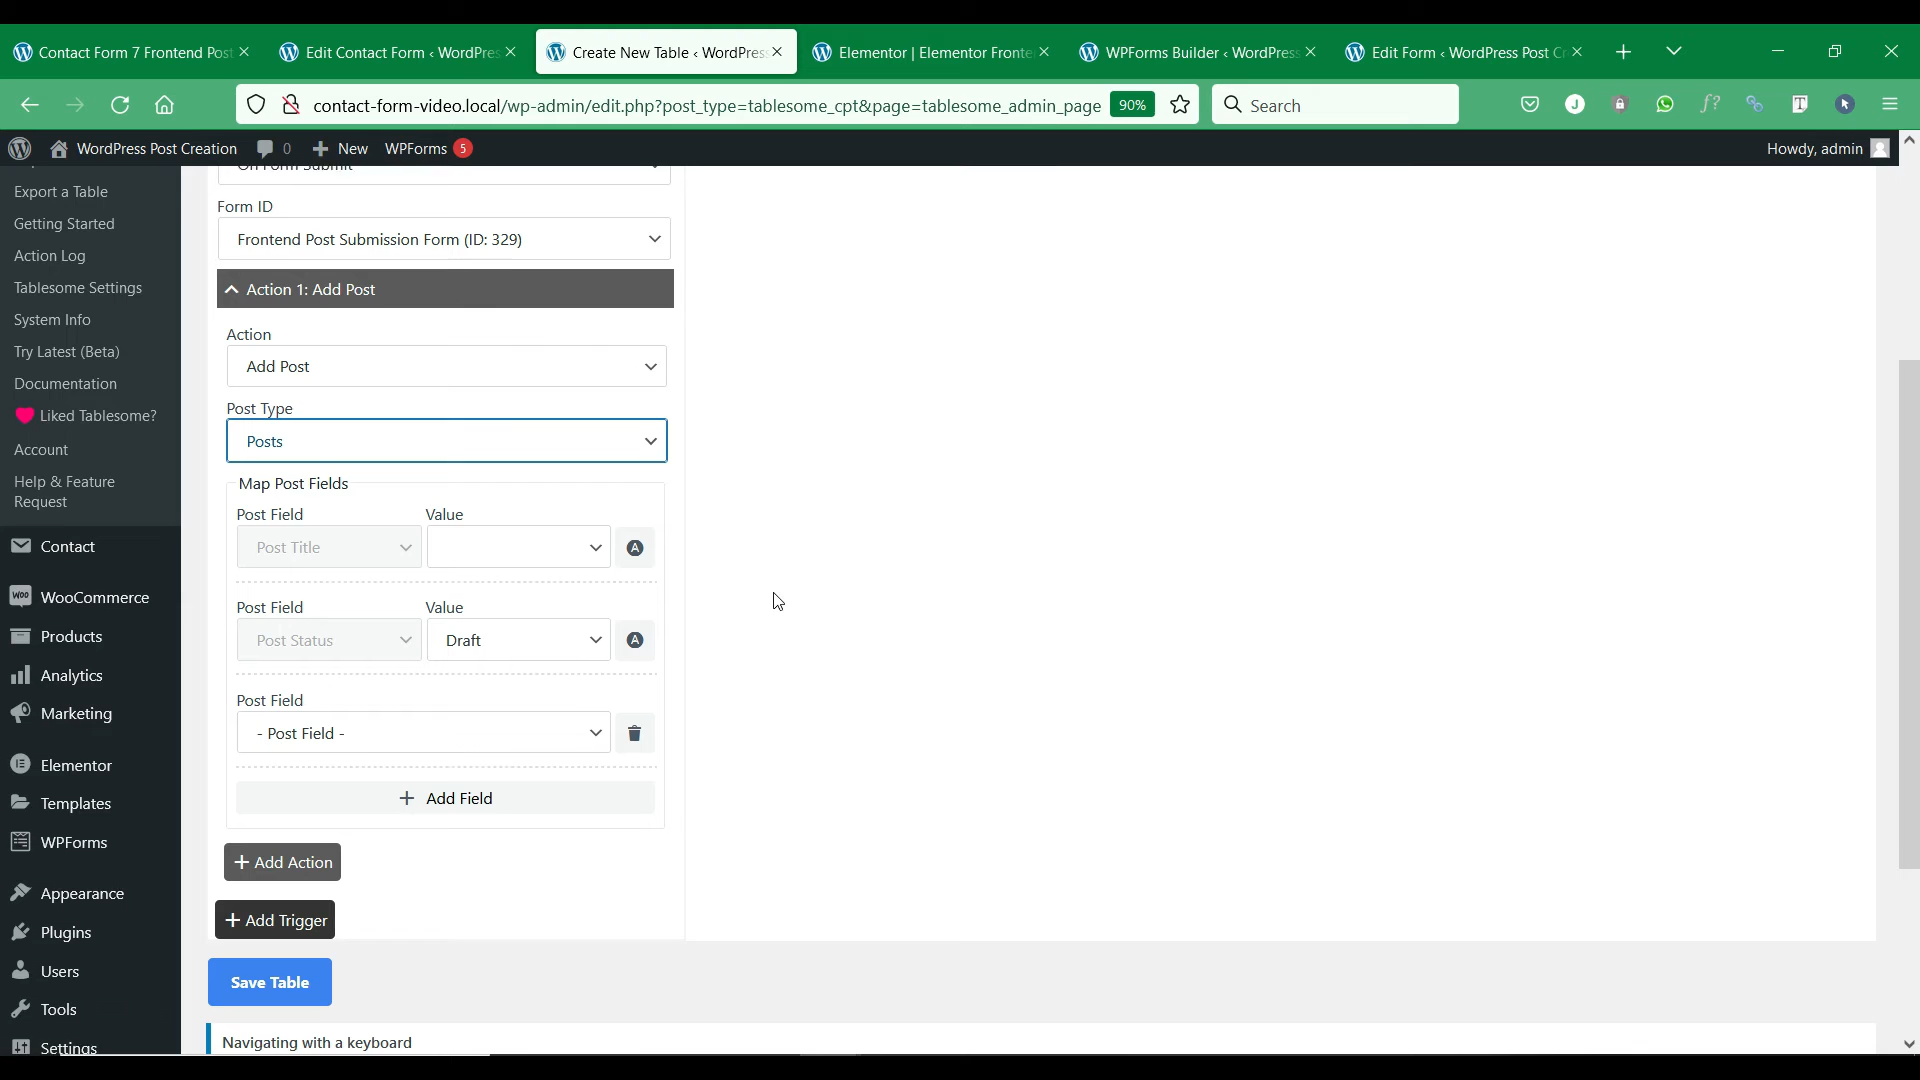 Contact Form 7 Frontend Post
Edit Contact Form ‹ WordPres
Create New Table ‹ WordPress
Elementor | Elementor Fronte
WPForms Builder ‹ WordPress
Edit Form ‹ WordPress Post Cr
contact-form-video.local/wp-admin/edit.php?post_type=tablesome_cpt&page=tablesome_admin_page
90%
Search
WordPress Post Creation
0
New
WPForms 5
Howdy, admin
Export a Table
Getting Started
Action Log
Tablesome Settings
System Info
Try Latest (Beta)
Documentation
Liked Tablesome?
Account
Help & Feature
Request
Contact
WooCommerce
Products
Analytics
Marketing
Elementor
Templates
WPForms
Appearance
Plugins
Users
Tools
Settings
On Form Submit
Form ID
Frontend Post Submission Form (ID: 329)
Action 1: Add Post
Action
Add Post
Post Type
Posts
Map Post Fields
Post Field Value
Post Title
Post Field Value
Post Status Draft
Post Field
- Post Field -
Add Field
Add Action
Add Trigger
Save Table
Navigating with a keyboard